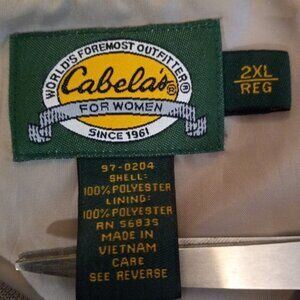 WORLD'S FOREMOST OUTFITTER®
Cabela's®
FOR WOMEN
SINCE 1961
2XL
REG
97-0204
SHELL:
100% POLYESTER
LINING:
100% POLYESTER
RN 56835
MADE IN
VIETNAM
CARE
SEE REVERSE